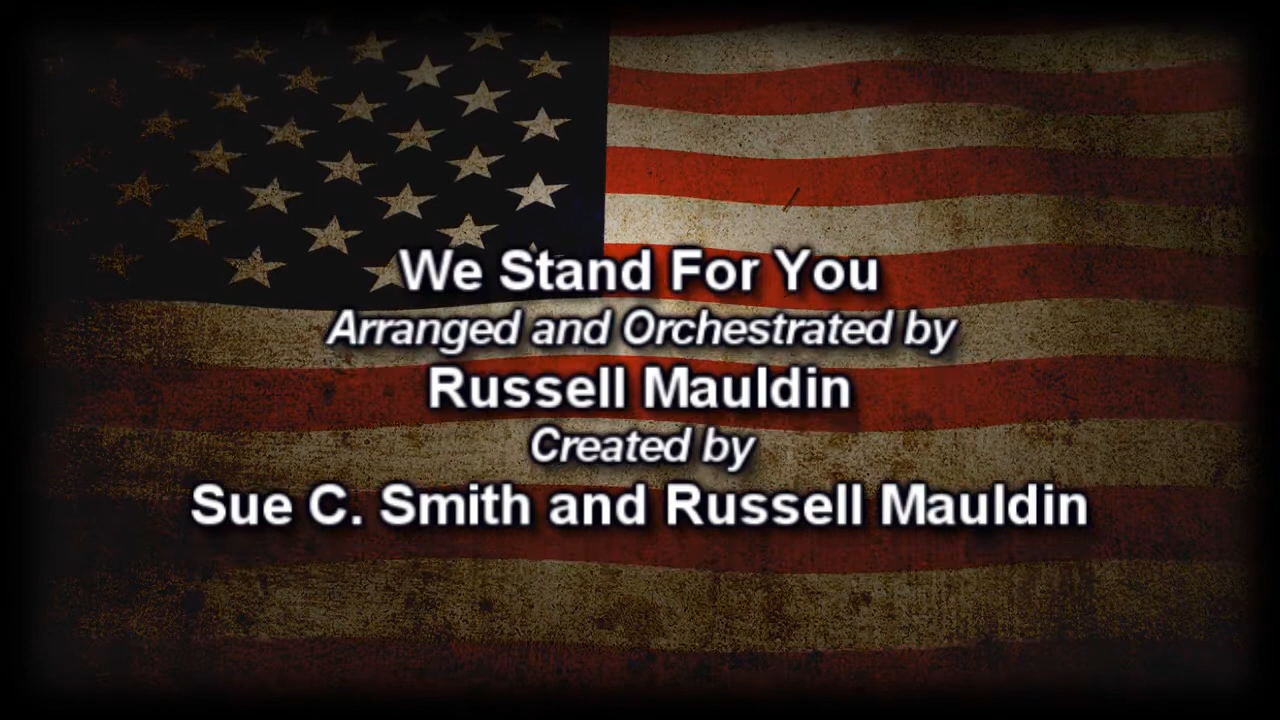 We Stand For You
Arranged and Orchestrated by
Russell Mauldin
Created by
Sue C. Smith and Russell Mauldin